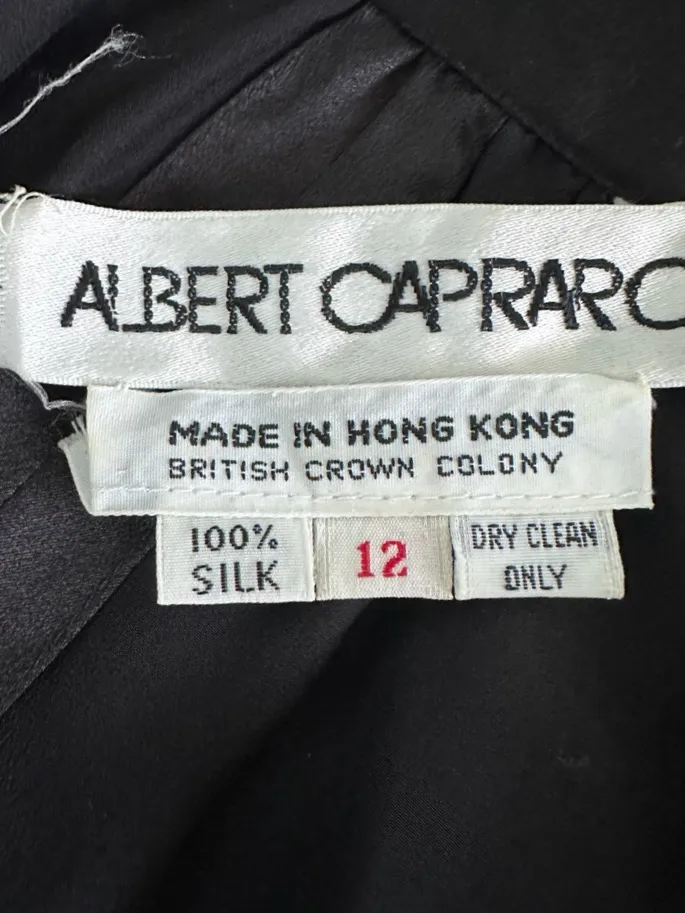 ALBERT CAPRARO
MADE IN HONG KONG
BRITISH CROWN COLONY
100%
SILK
12
DRY CLEAN
ONLY